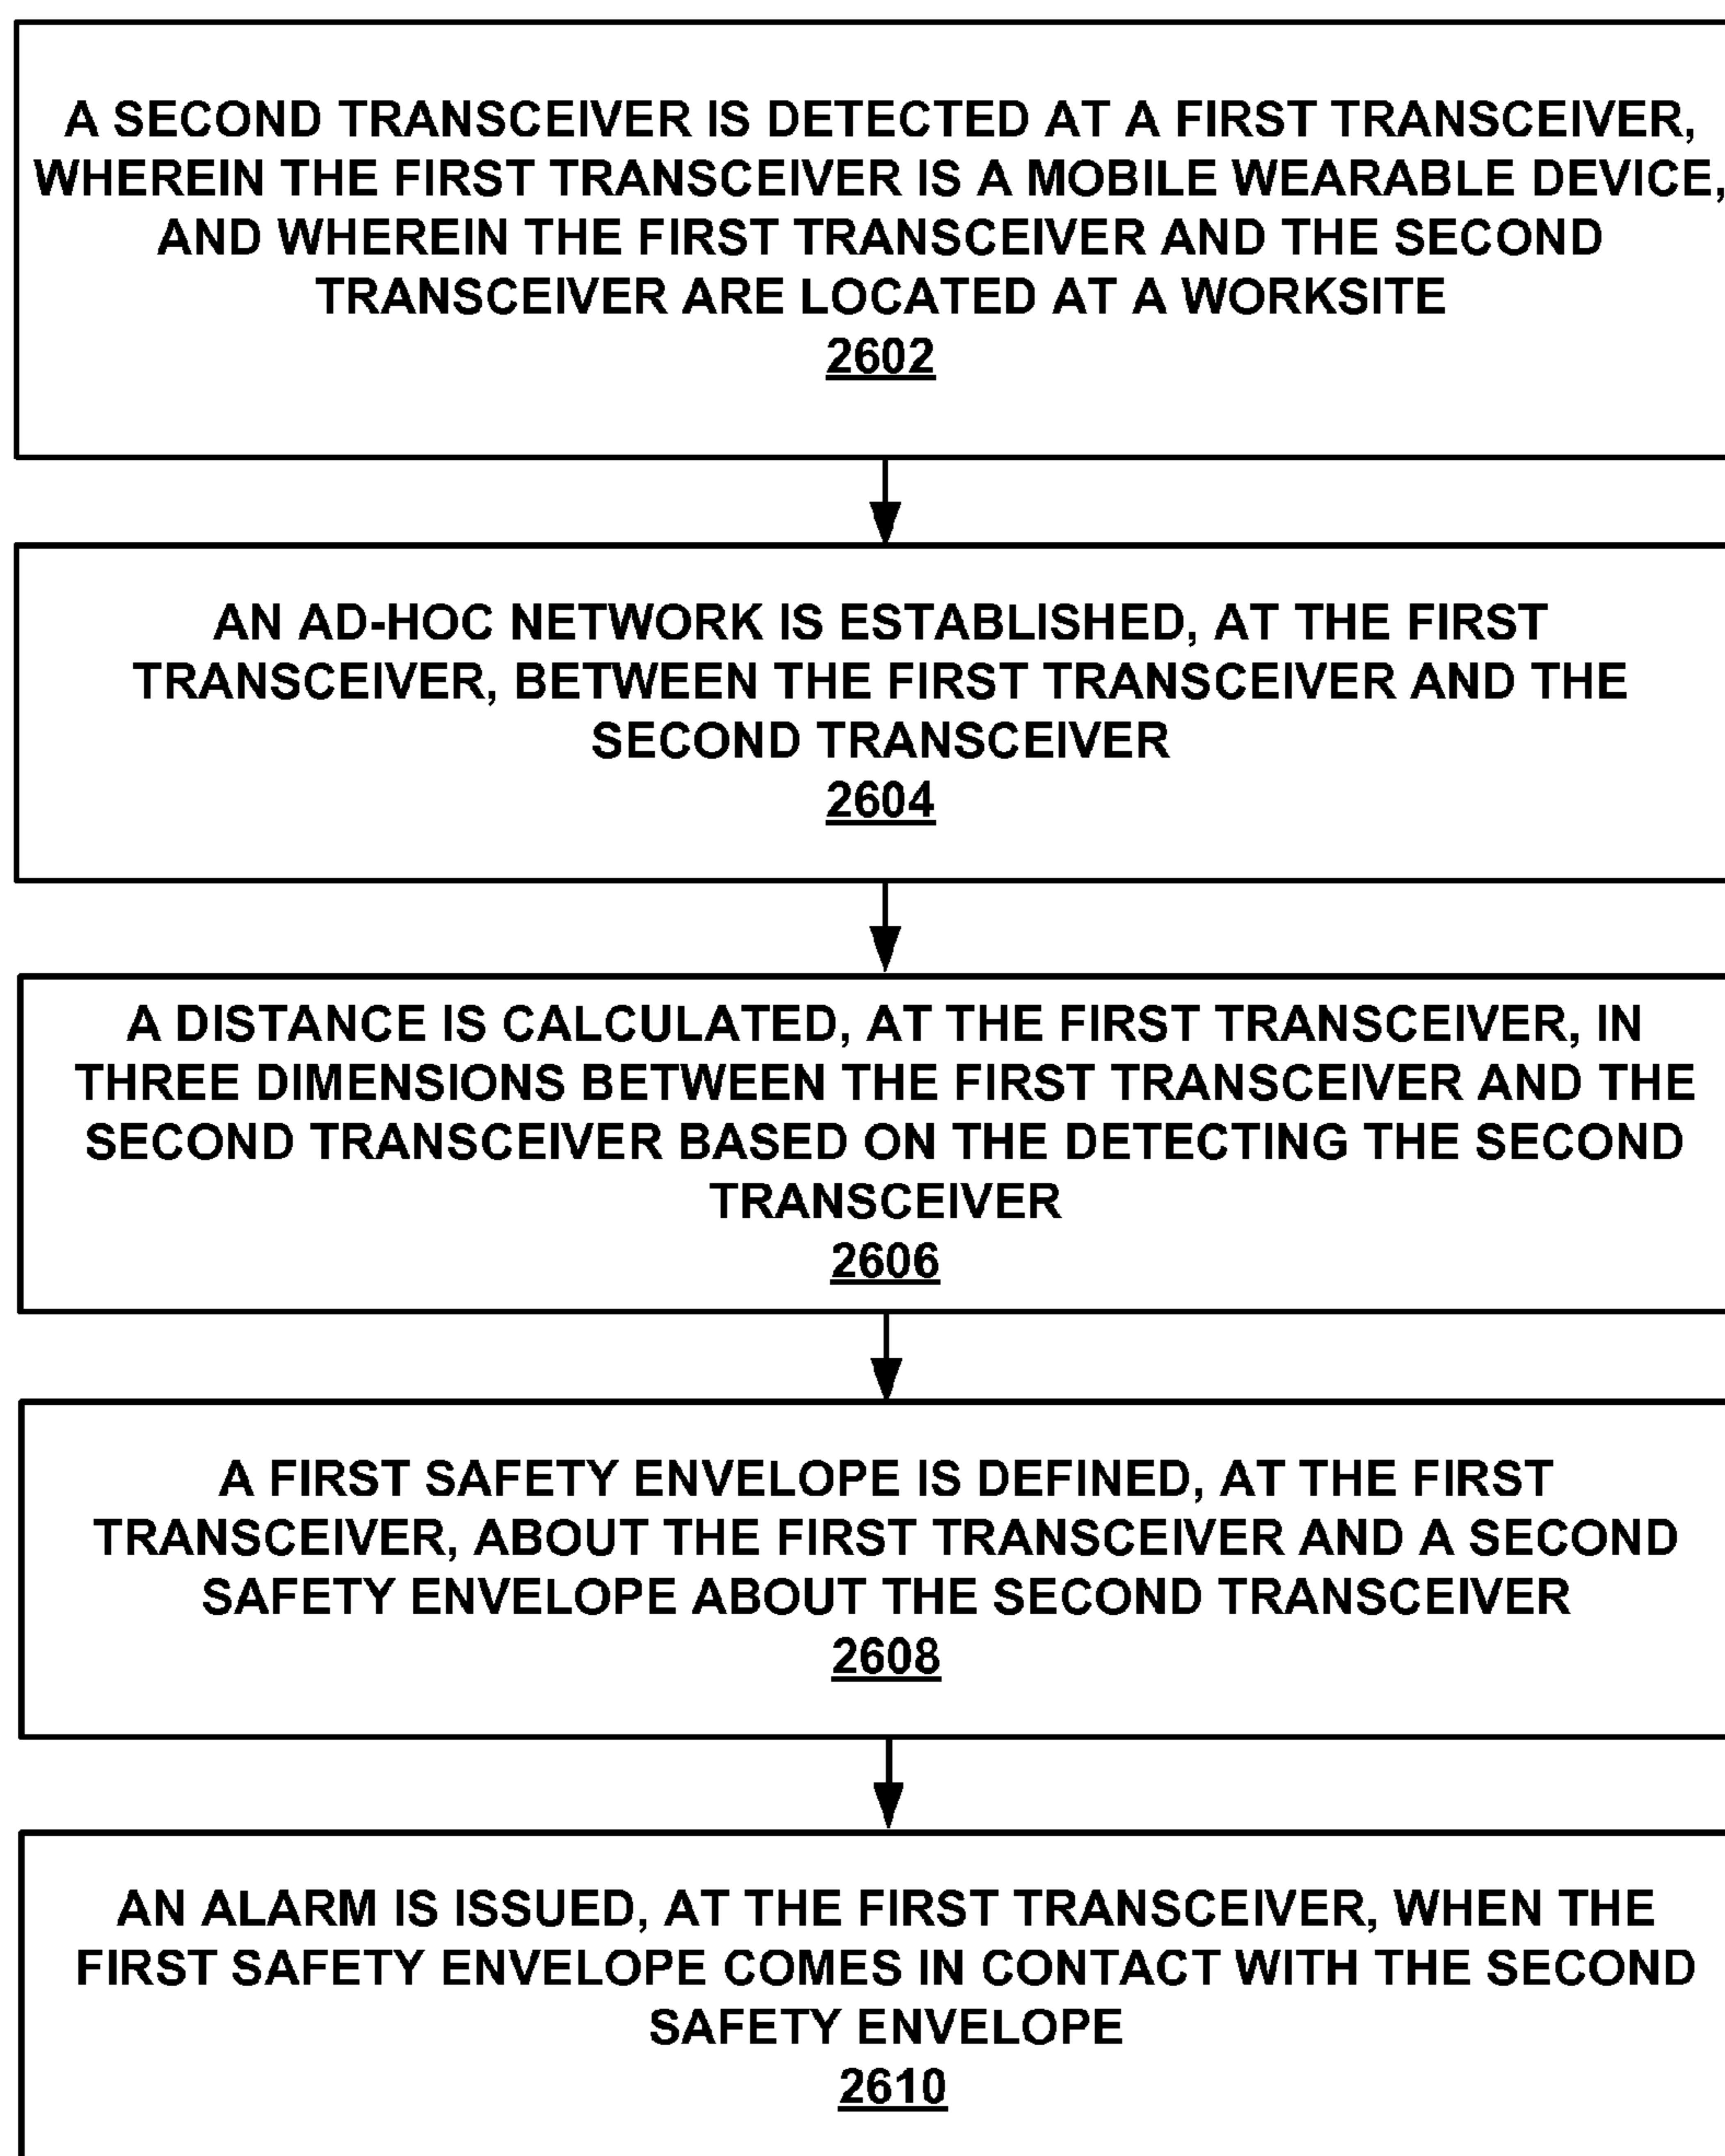 A SECOND TRANSCEIVER IS DETECTED AT A FIRST TRANSCEIVER,
WHEREIN THE FIRST TRANSCEIVER IS A MOBILE WEARABLE DEVICE,
AND WHEREIN THE FIRST TRANSCEIVER AND THE SECOND
TRANSCEIVER ARE LOCATED AT A WORKSITE
2602
AN AD-HOC NETWORK IS ESTABLISHED, AT THE FIRST
TRANSCEIVER, BETWEEN THE FIRST TRANSCEIVER AND THE
SECOND TRANSCEIVER
2604
A DISTANCE IS CALCULATED, AT THE FIRST TRANSCEIVER, IN
THREE DIMENSIONS BETWEEN THE FIRST TRANSCEIVER AND THE
SECOND TRANSCEIVER BASED ON THE DETECTING THE SECOND
TRANSCEIVER
2606
A FIRST SAFETY ENVELOPE IS DEFINED, AT THE FIRST
TRANSCEIVER, ABOUT THE FIRST TRANSCEIVER AND A SECOND
SAFETY ENVELOPE ABOUT THE SECOND TRANSCEIVER
2608
AN ALARM IS ISSUED, AT THE FIRST TRANSCEIVER, WHEN THE
FIRST SAFETY ENVELOPE COMES IN CONTACT WITH THE SECOND
SAFETY ENVELOPE
2610